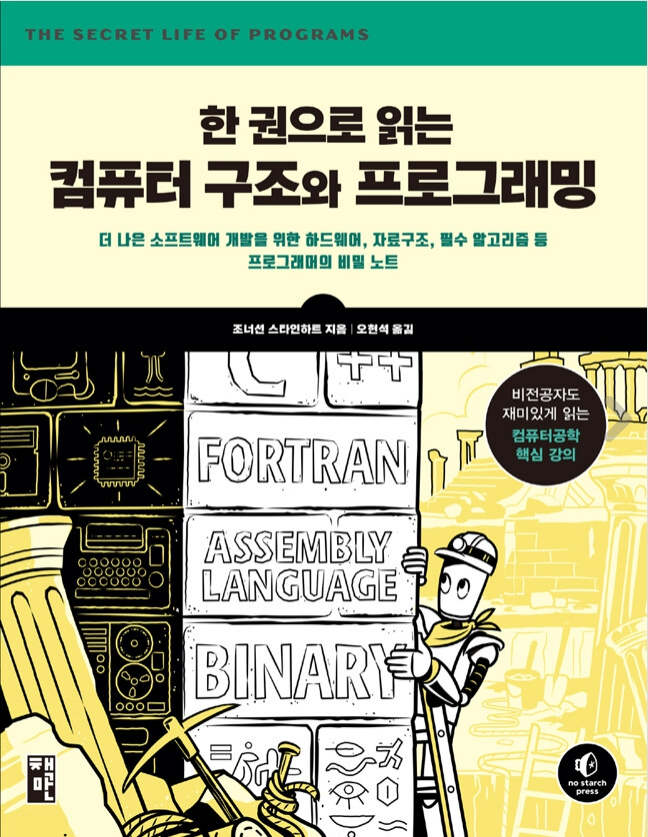 THE SECRET LIFE OF PROGRAMS
한 권으로 읽는
컴퓨터 구조와 프로그래밍
더 나은 소프트웨어 개발을 위한 하드웨어, 자료구조, 필수 알고리즘 등
프로그래머의 비밀 노트
조너선 스타인하트 지음 | 오현석 옮김
비전공자도
재미있게 읽는
컴퓨터공학
핵심 강의
C
++
FORTRAN
ASSEMBLY
LANGUAGE
BINARY
책만
no starch
press